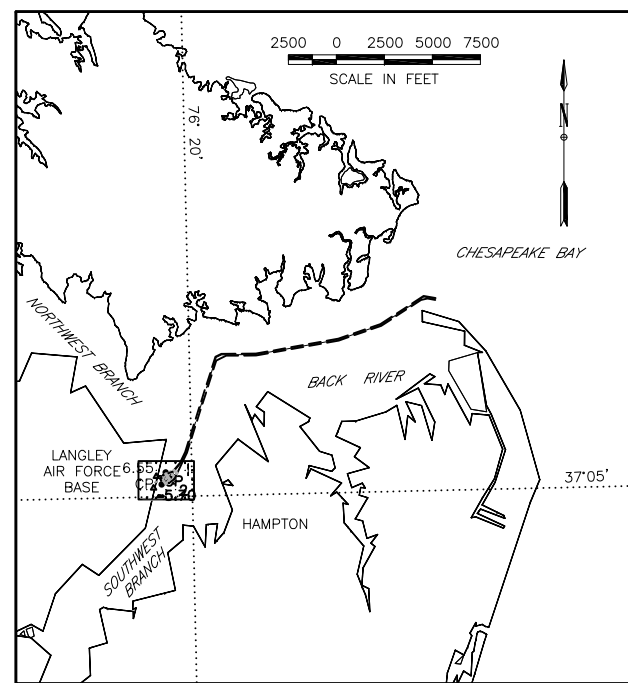 2500 0 2500 5000 7500
SCALE IN FEET
76° 20'
N
CHESAPEAKE BAY
NORTHWEST BRANCH
BACK RIVER
LANGLEY
AIR FORCE
BASE
6.55
37°05'
HAMPTON
SOUTHWEST
BRANCH